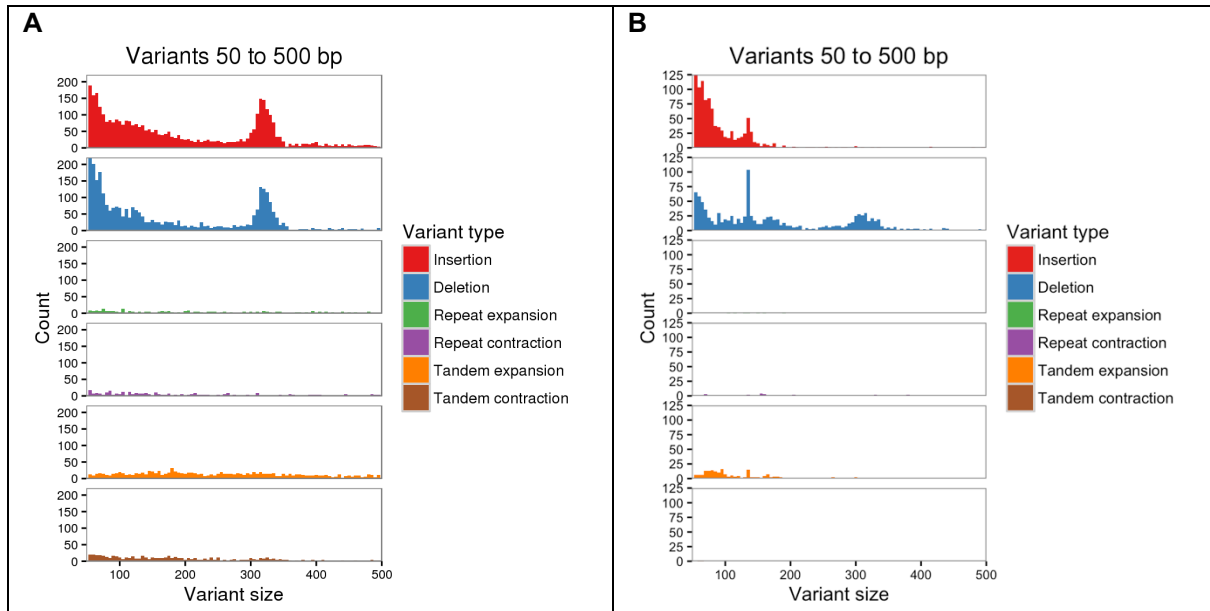 A
Variants 50 to 500 bp
200
150
100
50
0
200
150
100
50
0
200
150
100
50
0
200
150
100
50
0
200
150
100
50
0
200
150
100
50
0
Count
100 200 300 400 500
Variant size
Variant type
Insertion
Deletion
Repeat expansion
Repeat contraction
Tandem expansion
Tandem contraction
B
Variants 50 to 500 bp
125
100
75
50
25
0
125
100
75
50
25
0
125
100
75
50
25
0
125
100
75
50
25
0
125
100
75
50
25
0
125
100
75
50
25
0
Count
100 200 300 400 500
Variant size
Variant type
Insertion
Deletion
Repeat expansion
Repeat contraction
Tandem expansion
Tandem contraction